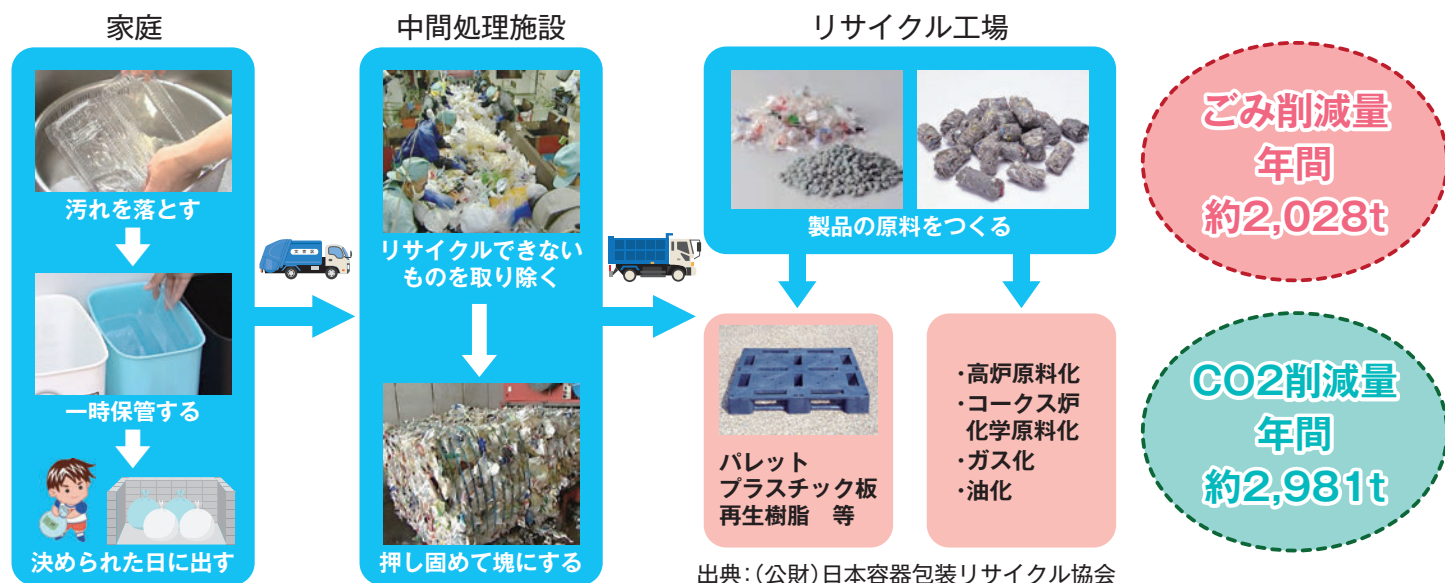 家庭
汚れを落とす
一時保管する
決められた日に出す
中間処理施設
リサイクルできない
ものを取り除く
押し固めて塊にする
リサイクル工場
製品の原料をつくる
パレット
プラスチック板
再生樹脂　等
・高炉原料化
・コークス炉
化学原料化
・ガス化
・油化
出典：（公財）日本容器包装リサイクル協会
ごみ削減量
年間
約2,028t
CO2削減量
年間
約2,981t